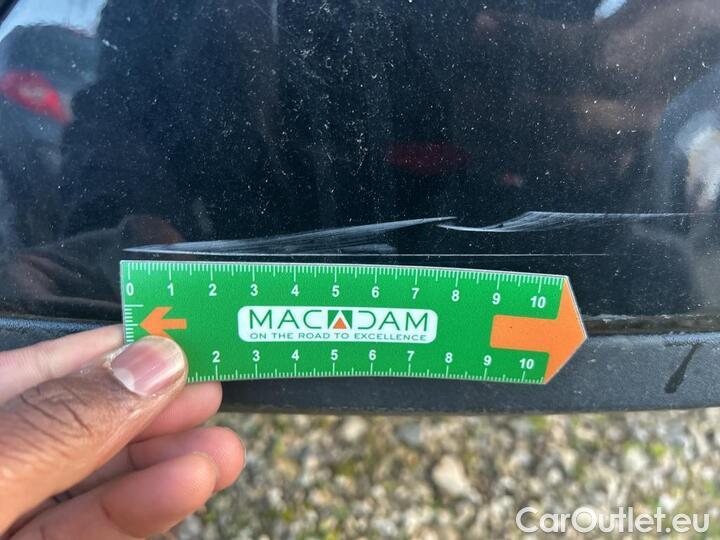 0 1 2 3 4 5 6 7 8 9 10
MACADAM
ON THE ROAD TO EXCELLENCE
2 3 4 5 6 7 8 9 10
CarOutlet.eu